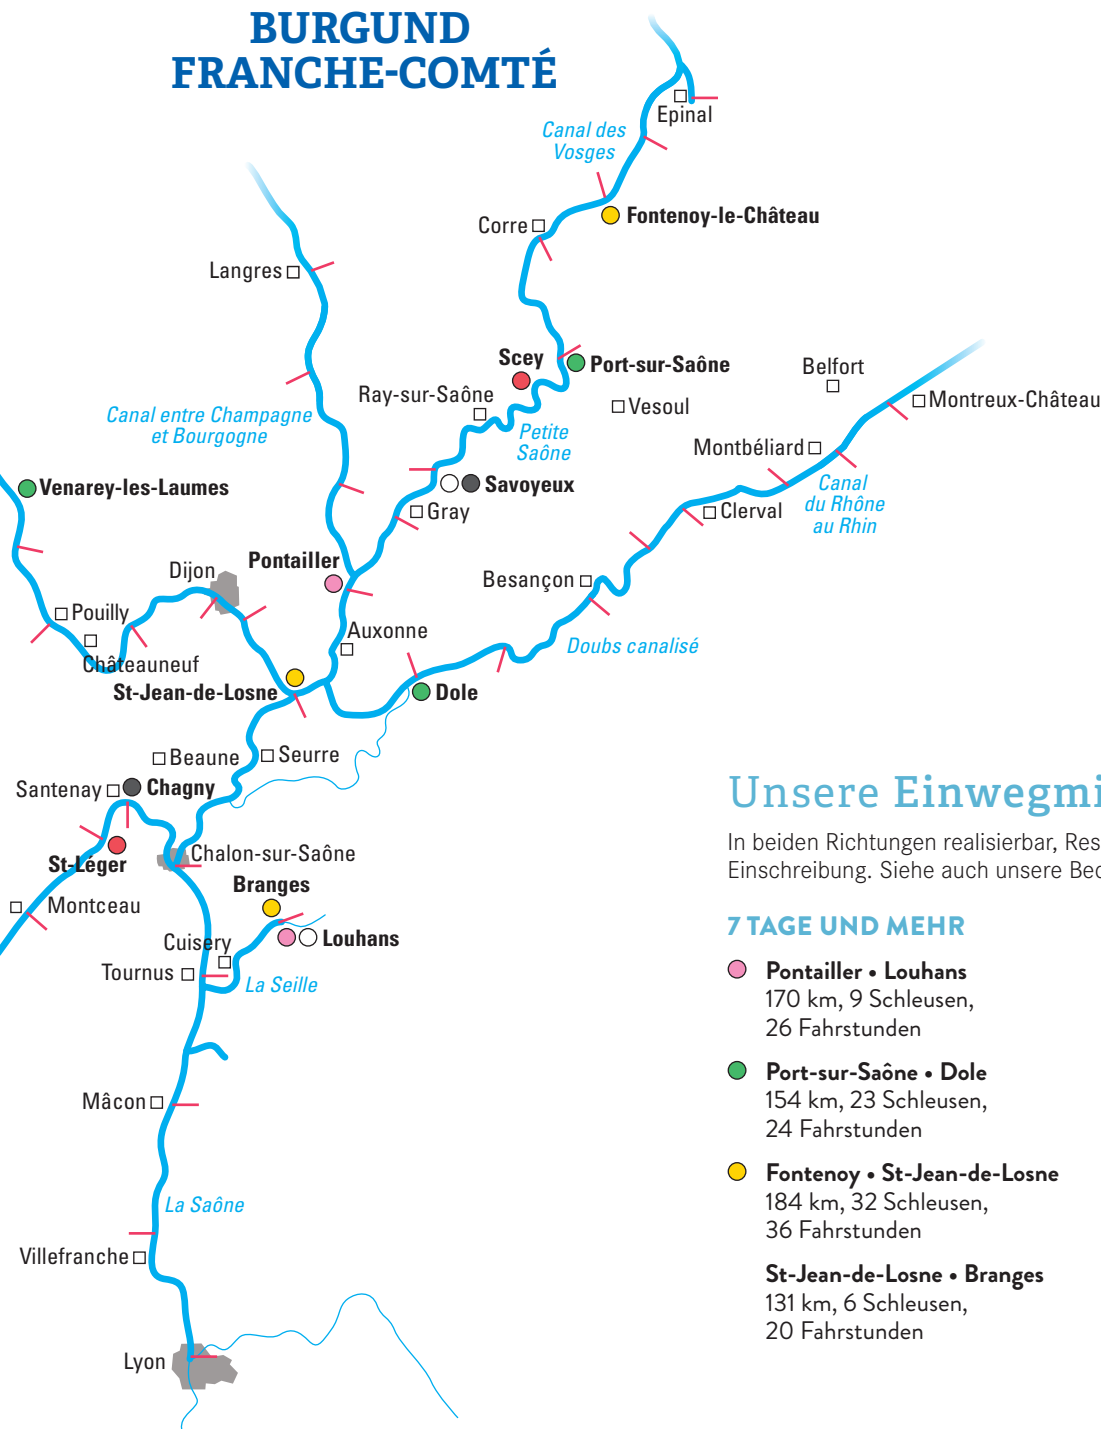 BURGUND
FRANCHE-COMTÉ
Epinal
Canal des
Vosges
Fontenoy-le-Château
Corre
Langres
Scey
Port-sur-Saône
Belfort
Ray-sur-Saône
Vesoul
Montreux-Château
Canal entre Champagne
et Bourgogne
Petite
Saône
Montbéliard
Venarey-les-Laumes
Savoyeux
Canal
du Rhône
au Rhin
Gray
Clerval
Pontailler
Dijon
Besançon
Pouilly
Auxonne
Doubs canalisé
Châteauneuf
St-Jean-de-Losne
Dole
Beaune
Seurre
Santenay
Chagny
St-Léger
Chalon-sur-Saône
Branges
Montceau
Louhans
Cuisery
Tournus
La Seille
Mâcon
La Saône
Villefranche
Lyon
Unsere Einwegmi
In beiden Richtungen realisierbar, Res
Einschreibung. Siehe auch unsere Bed
7 TAGE UND MEHR
Pontailler • Louhans
170 km, 9 Schleusen,
26 Fahrstunden
Port-sur-Saône • Dole
154 km, 23 Schleusen,
24 Fahrstunden
Fontenoy • St-Jean-de-Losne
184 km, 32 Schleusen,
36 Fahrstunden
St-Jean-de-Losne • Branges
131 km, 6 Schleusen,
20 Fahrstunden